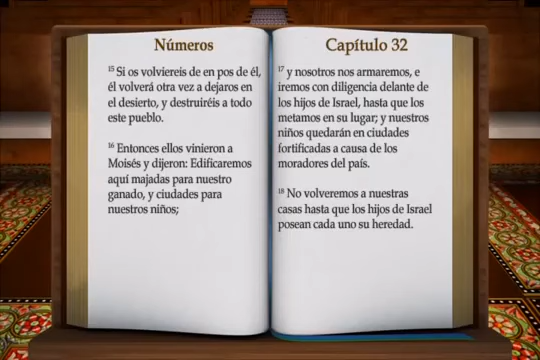 Números
¹⁵ Si os volviereis de en pos de él,
él volverá otra vez a dejaros en
el desierto, y destruiréis a todo
este pueblo.
¹⁶ Entonces ellos vinieron a
Moisés y dijeron: Edificaremos
aquí majadas para nuestro
ganado, y ciudades para
nuestros niños;
Capítulo 32
¹⁷ y nosotros nos armaremos, e
iremos con diligencia delante de
los hijos de Israel, hasta que los
metamos en su lugar; y nuestros
niños quedarán en ciudades
fortificadas a causa de los
moradores del país.
¹⁸ No volveremos a nuestras
casas hasta que los hijos de Israel
posean cada uno su heredad.